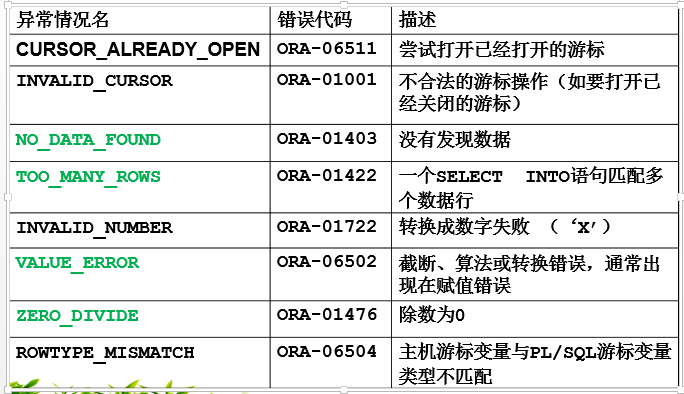 异常情况名 错误代码 描述
CURSOR_ALREADY_OPEN ORA-06511 尝试打开已经打开的游标
INVALID_CURSOR ORA-01001 不合法的游标操作（如要打开已
经关闭的游标）
NO_DATA_FOUND ORA-01403 没有发现数据
TOO_MANY_ROWS ORA-01422 一个SELECT INTO语句匹配多
个数据行
INVALID_NUMBER ORA-01722 转换成数字失败 （‘X’）
VALUE_ERROR ORA-06502 截断、算法或转换错误，通常出
现在赋值错误
ZERO_DIVIDE ORA-01476 除数为0
ROWTYPE_MISMATCH ORA-06504 主机游标变量与PL/SQL游标变量
类型不匹配